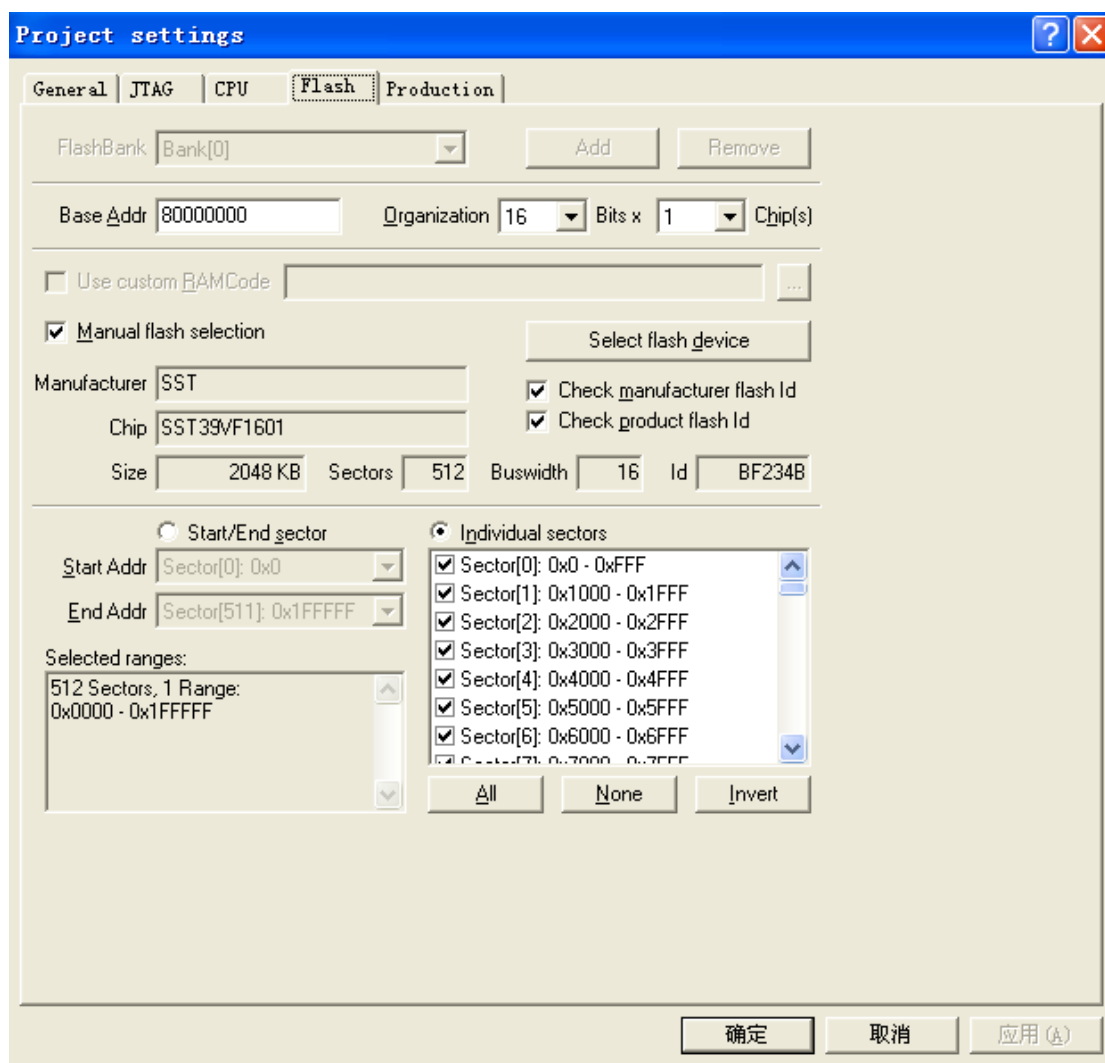 Project settings
General JTAG CPU Flash Production
FlashBank Bank[0] Add Remove
Base Addr 80000000 Organization 16 Bits x 1 Chip(s)
Use custom RAMCode ...
Manual flash selection Select flash device
Manufacturer SST Check manufacturer flash Id
Chip SST39VF1601 Check product flash Id
Size 2048 KB Sectors 512 Buswidth 16 Id BF234B
Start/End sector Individual sectors
Start Addr Sector[0]: 0x0
End Addr Sector[511]: 0x1FFFFF
Selected ranges:
512 Sectors, 1 Range:
0x0000 - 0x1FFFFF
Sector[0]: 0x0 - 0xFFF
Sector[1]: 0x1000 - 0x1FFF
Sector[2]: 0x2000 - 0x2FFF
Sector[3]: 0x3000 - 0x3FFF
Sector[4]: 0x4000 - 0x4FFF
Sector[5]: 0x5000 - 0x5FFF
Sector[6]: 0x6000 - 0x6FFF
Sector[7]: 0x7000 - 0x7FFF
All None Invert
确定 取消 应用(A)